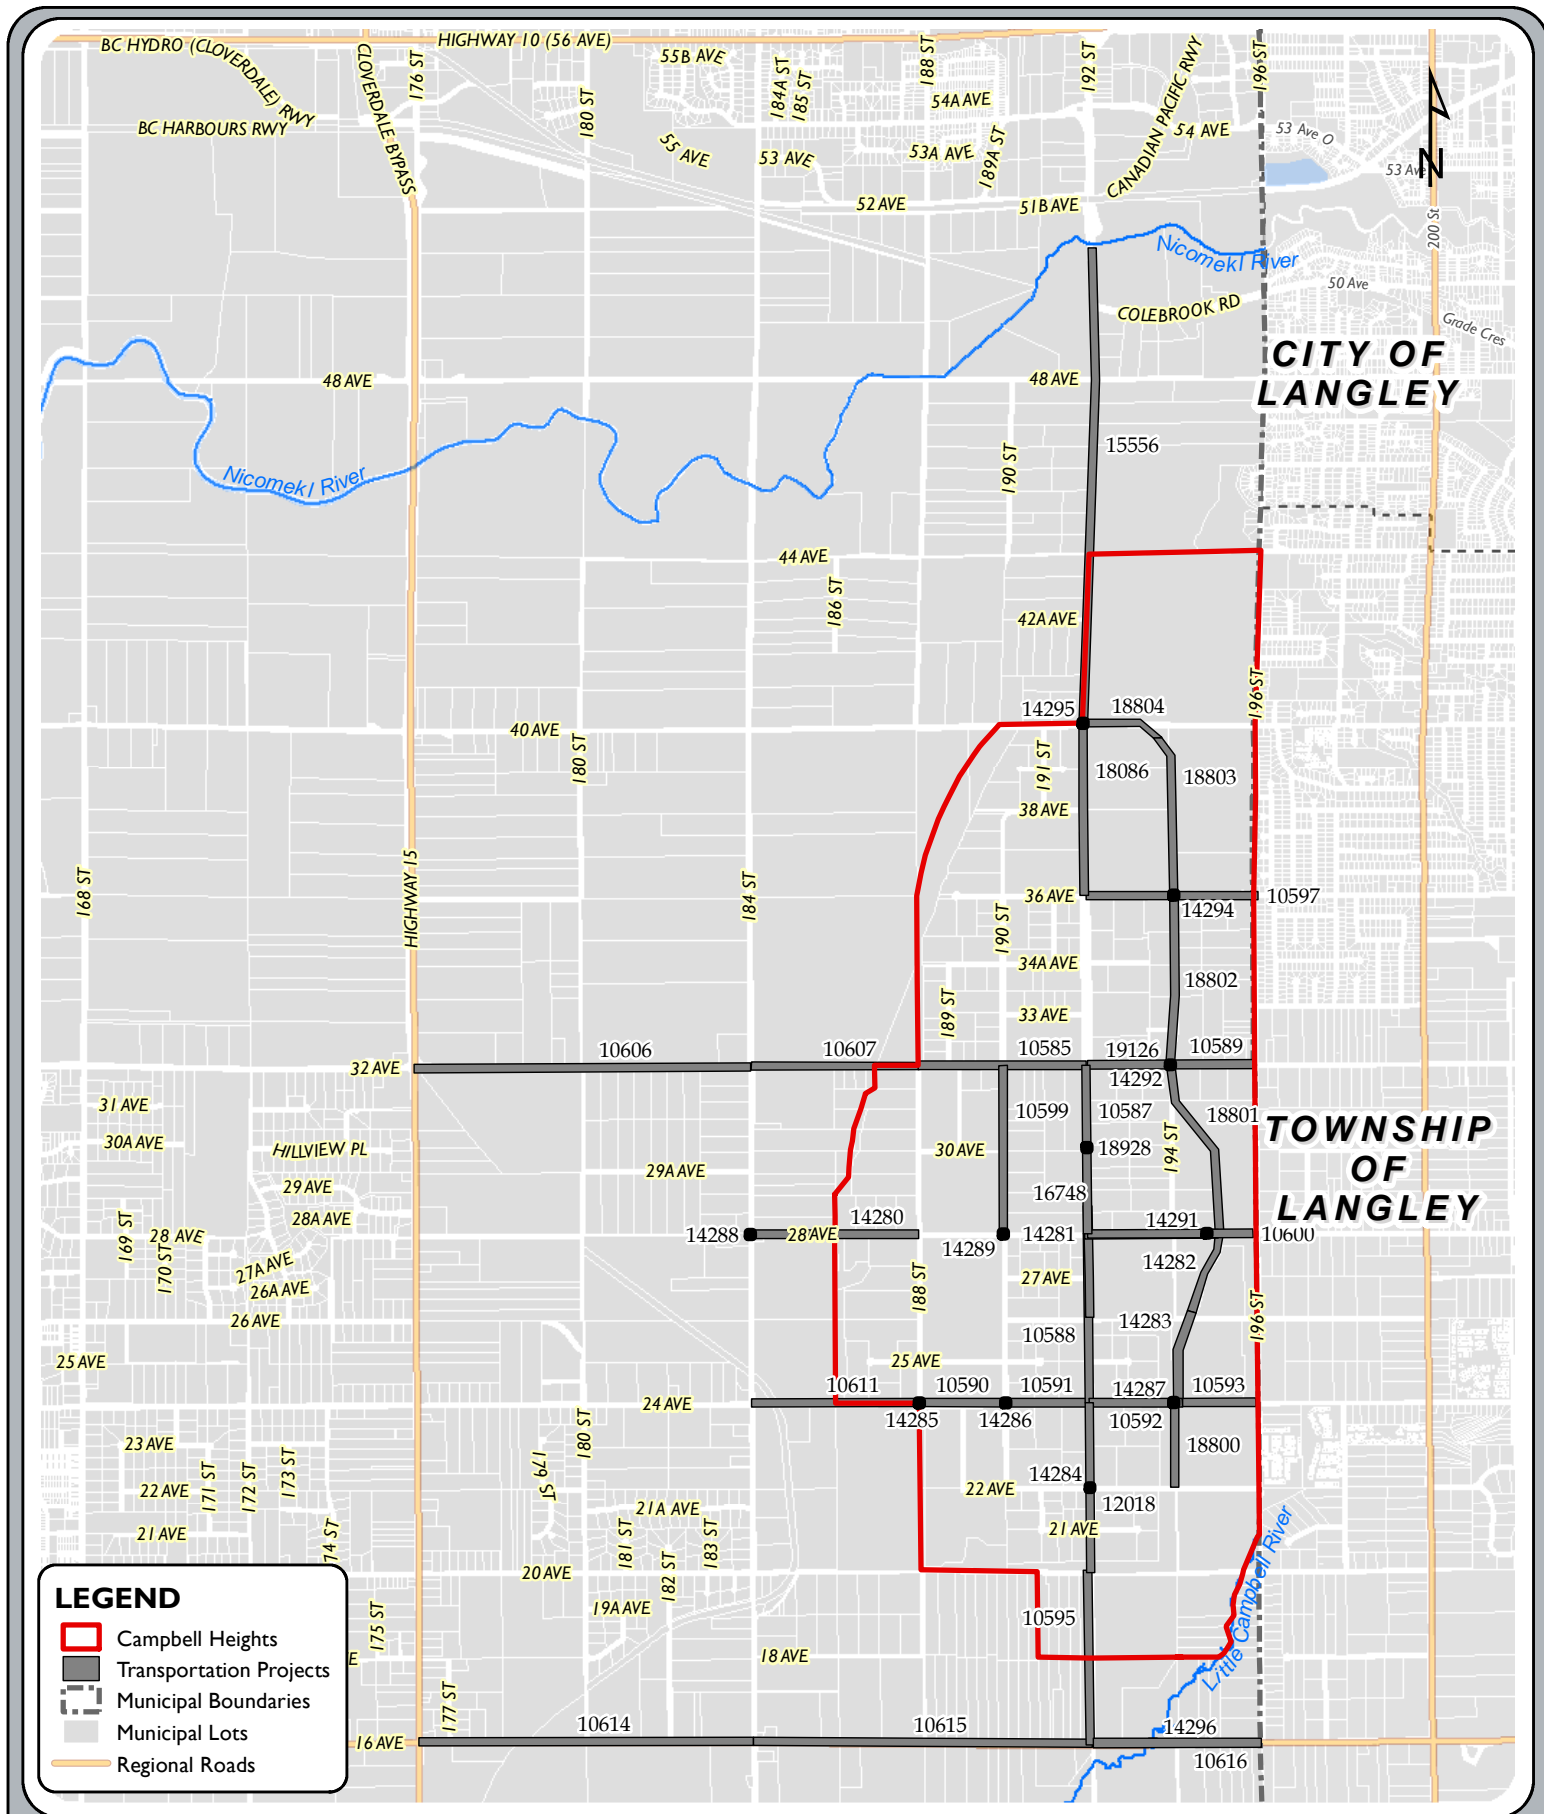 BC HYDRO (CLOVERDALE) RWY
HIGHWAY 10 (56 AVE)
CLOVERDALE BYPASS
176 ST
55B AVE
184A ST
185 ST
188 ST
192 ST
CANADIAN PACIFIC RWY
196 ST
BC HARBOURS RWY
180 ST
54A AVE
54 AVE
53 Ave O
N
55 AVE
53 AVE
53A AVE
189A ST
53 Ave
52 AVE
51B AVE
200 St
Nicomekl River
50 Ave
COLEBROOK RD
Grade Cres
CITY OF
LANGLEY
48 AVE
48 AVE
15556
190 ST
Nicomekl River
44 AVE
186 ST
42A AVE
196 ST
14295
18804
40 AVE
180 ST
191 ST
18086
18803
38 AVE
168 ST
HIGHWAY 15
184 ST
36 AVE
10597
14294
190 ST
34A AVE
18802
189 ST
33 AVE
10606
10607
10585
19126
10589
32 AVE
14292
31 AVE
10599
10587
18801
30A AVE
HILLVIEW PL
30 AVE
18928
194 ST
TOWNSHIP
OF
LANGLEY
29A AVE
29 AVE
16748
28A AVE
169 ST
28 AVE
14288
28 AVE
14280
14289
14281
14291
10600
170 ST
27A AVE
26A AVE
188 ST
27 AVE
14282
26 AVE
10588
14283
196 ST
25 AVE
25 AVE
24 AVE
10611
10590
10591
14287
10593
14285
14286
10592
23 AVE
180 ST
18800
171 ST
172 ST
173 ST
179 ST
22 AVE
14284
22 AVE
12018
21 AVE
21A AVE
21 AVE
74 ST
181 ST
182 ST
183 ST
20 AVE
Little Campbell River
LEGEND
Campbell Heights
Transportation Projects
Municipal Boundaries
Municipal Lots
Regional Roads
175 ST
19A AVE
10595
E
18 AVE
177 ST
16 AVE
10614
10615
14296
10616